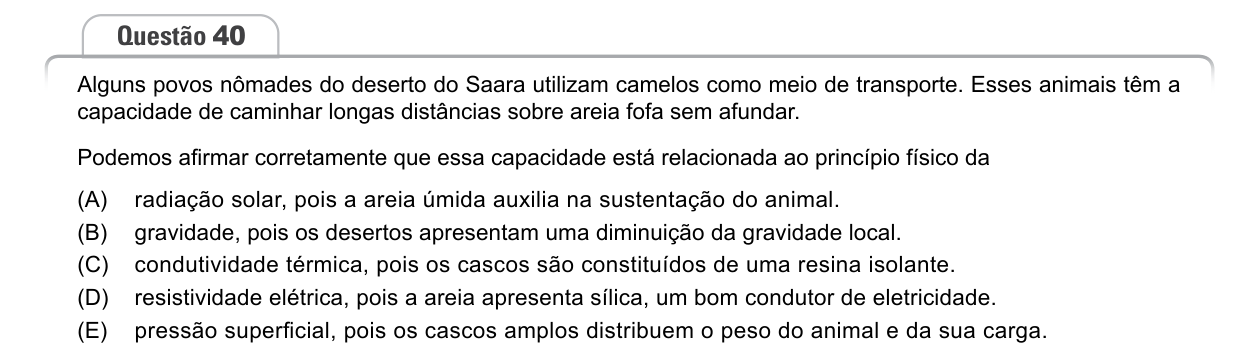 Questão 40
Alguns povos nômades do deserto do Saara utilizam camelos como meio de transporte. Esses animais têm a
capacidade de caminhar longas distâncias sobre areia fofa sem afundar.
Podemos afirmar corretamente que essa capacidade está relacionada ao princípio físico da
(A) radiação solar, pois a areia úmida auxilia na sustentação do animal.
(B) gravidade, pois os desertos apresentam uma diminuição da gravidade local.
(C) condutividade térmica, pois os cascos são constituídos de uma resina isolante.
(D) resistividade elétrica, pois a areia apresenta sílica, um bom condutor de eletricidade.
(E) pressão superficial, pois os cascos amplos distribuem o peso do animal e da sua carga.